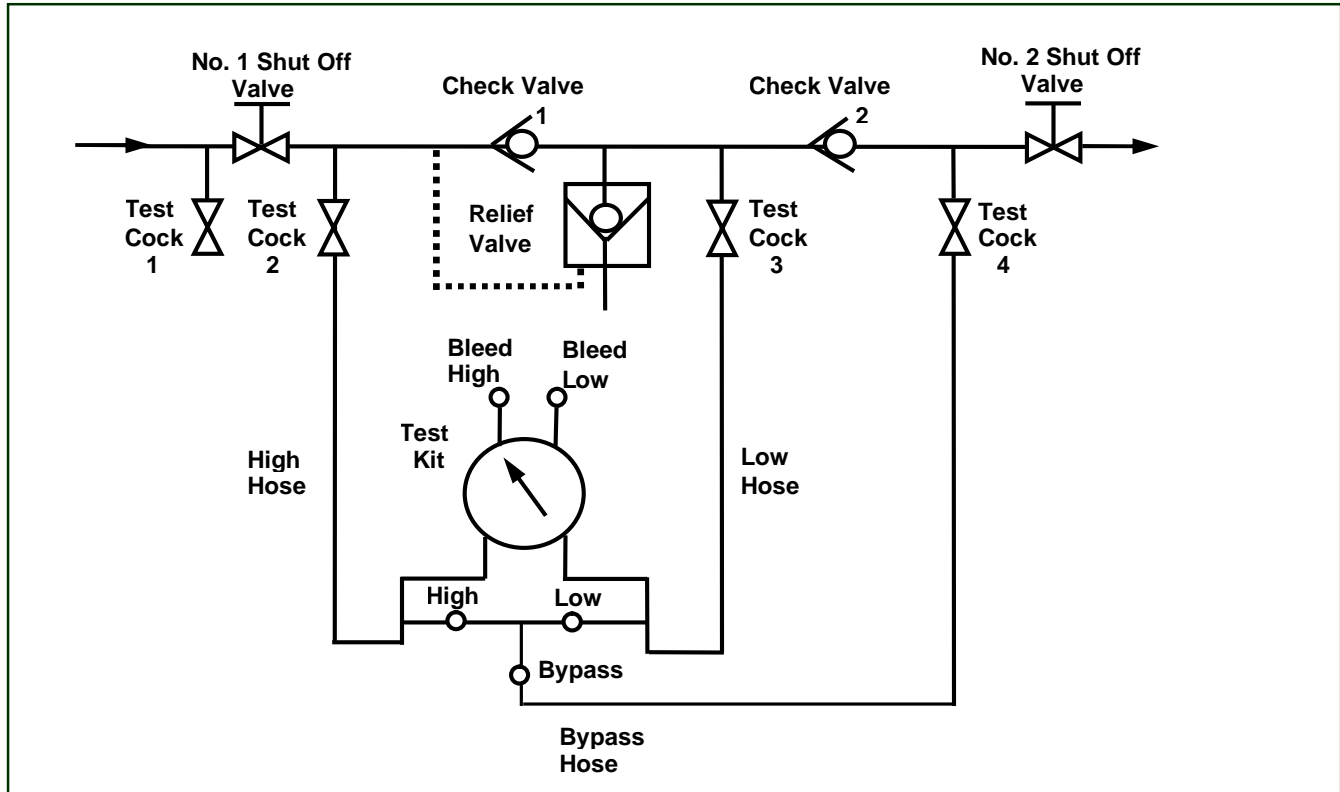 No. 1 Shut Off
Valve
Check Valve
1
Check Valve
2
No. 2 Shut Off
Valve
Test
Cock
1
Test
Cock
2
Relief
Valve
Test
Cock
3
Test
Cock
4
Bleed
High
Bleed
Low
Test
Kit
High
Hose
Low
Hose
High
Low
Bypass
Bypass
Hose